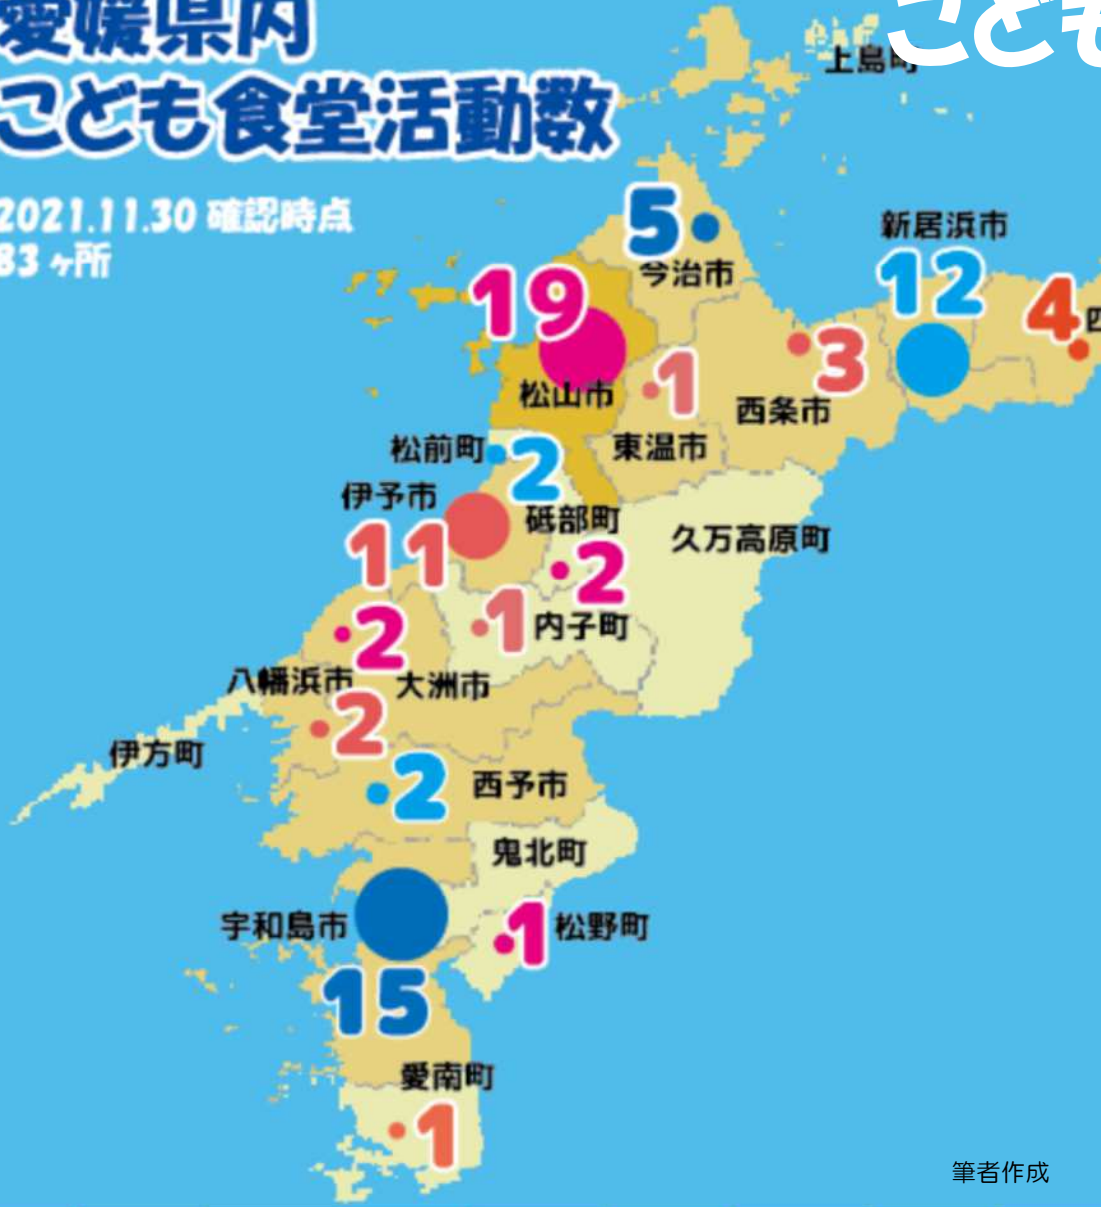 愛媛県内
こども食堂活動数
2021.11.30 確認時点
83 ヶ所
こども
上島町
5
今治市
新居浜市
12
19
4
四
3
松山市
1
西条市
松前町
2
東温市
伊予市
11
砥部町
2
久万高原町
1
内子町
2
八幡浜市
大洲市
2
伊方町
2
西予市
鬼北町
宇和島市
1
松野町
15
愛南町
1
筆者作成